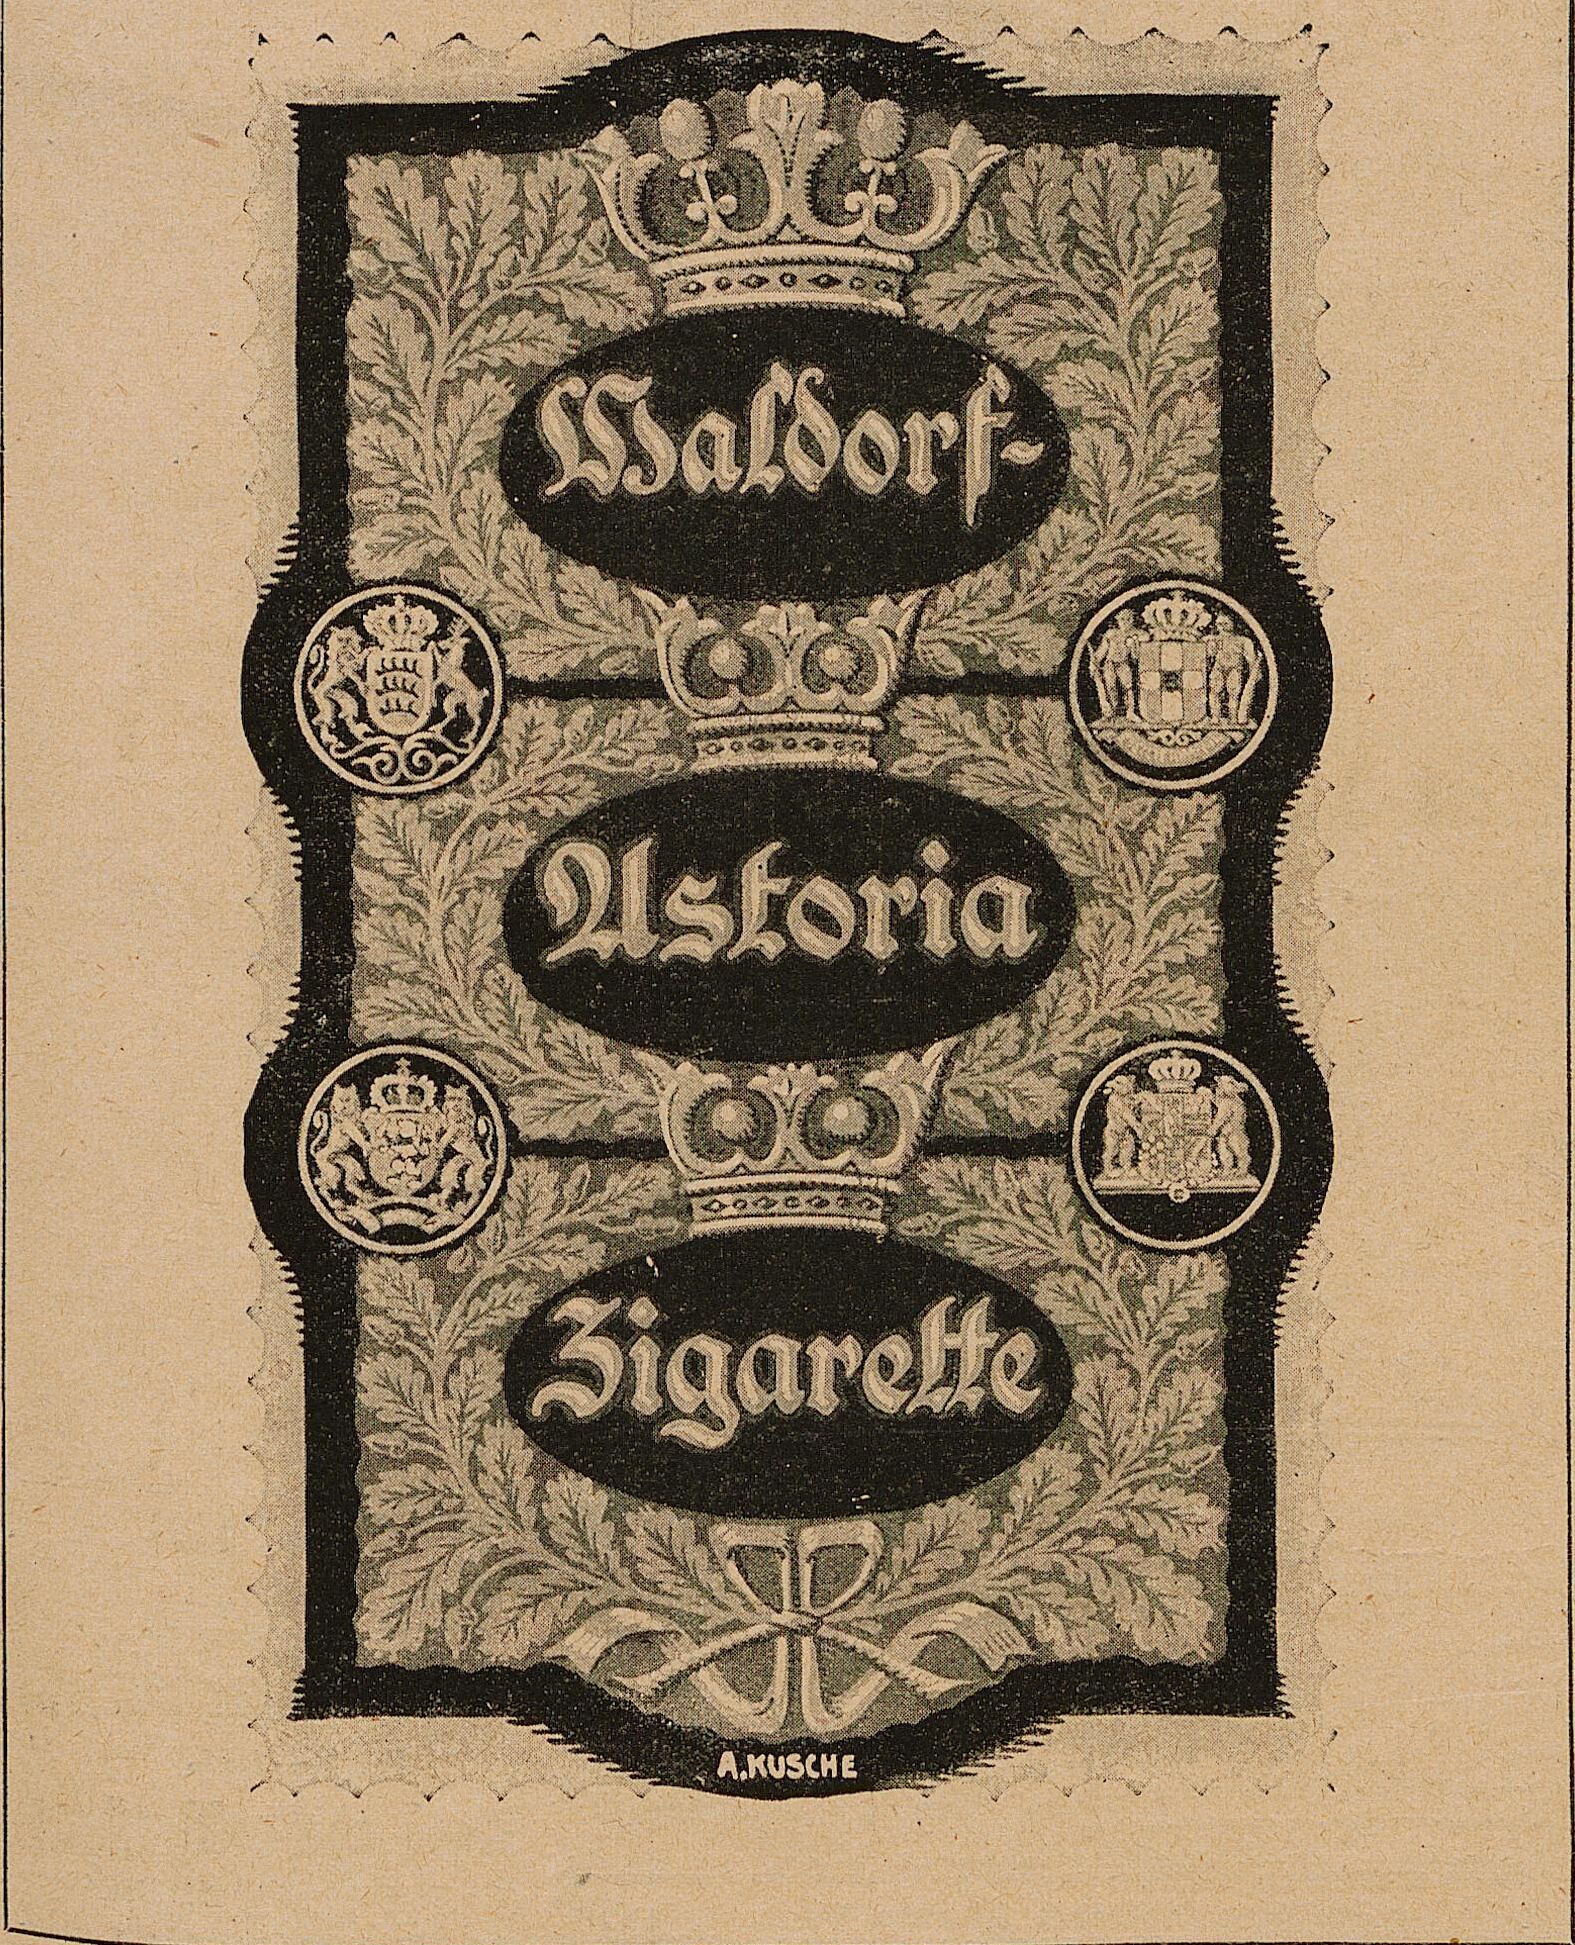 Waldorf-
Astoria
Zigarette
A.KUSCHE